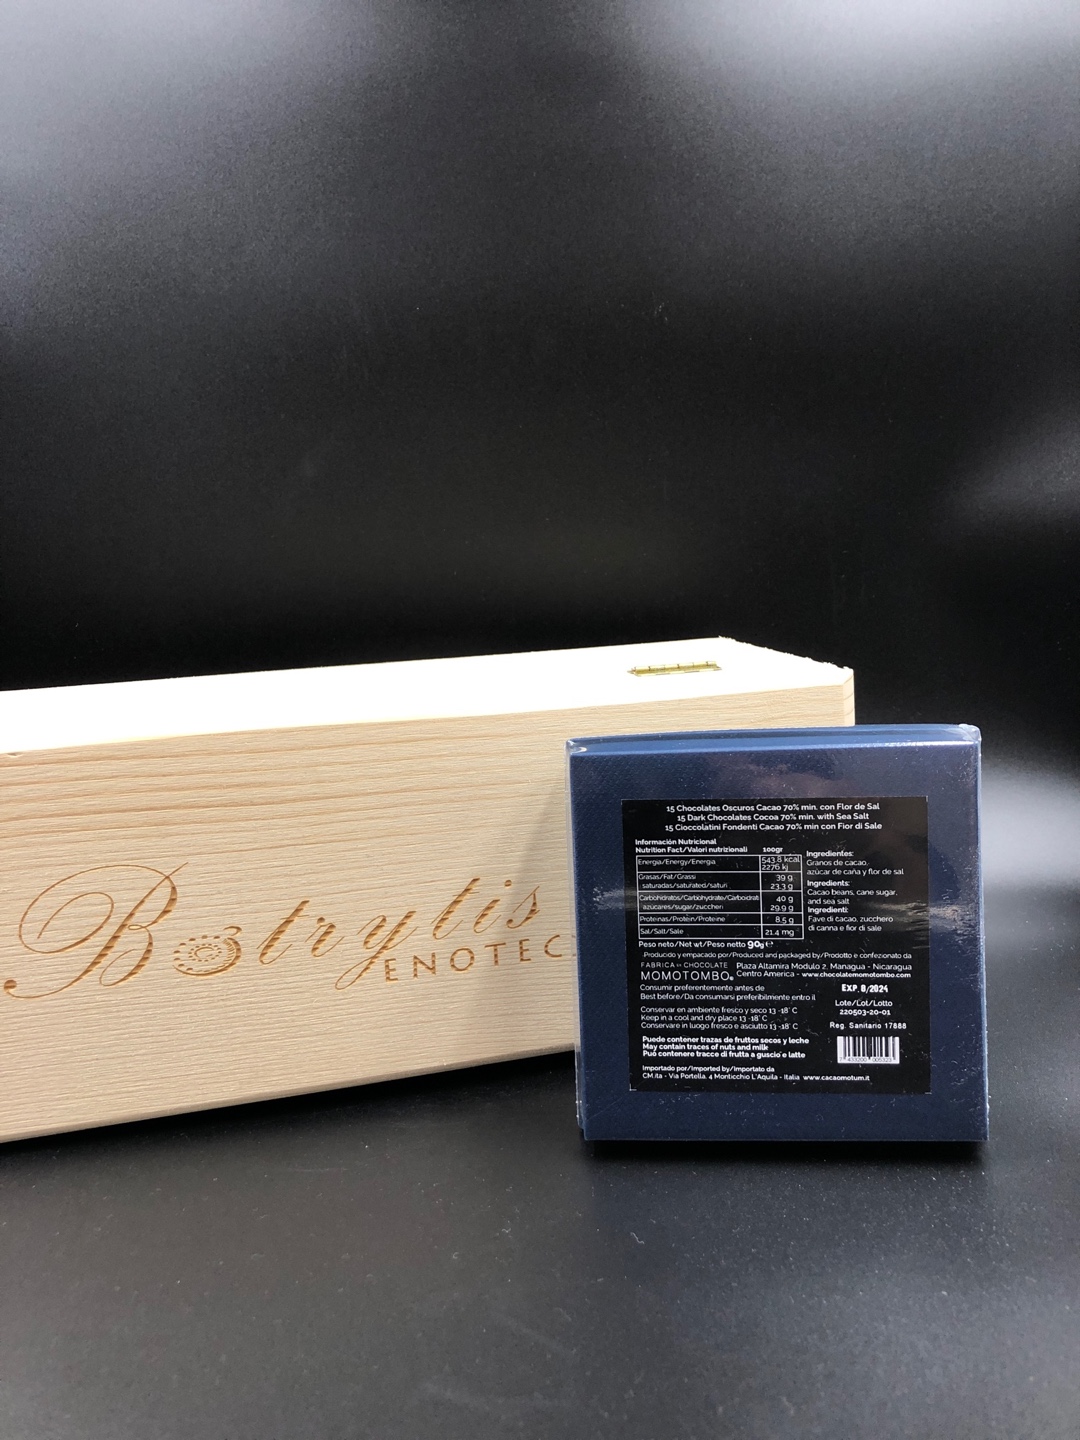 Botrytis
ENOTEC
15 Chocolates Oscuros Cacao 70% min. con Flor de Sal
15 Dark Chocolates Cocoa 70% min. with Sea Salt
15 Cioccolatini Fondenti Cacao 70% min con Fior di Sale
Información Nutricional
Nutrition Fact/Valori nutrizionali 100gr
Energia/Energy/Energia 543.8 kcal
2276 kj
Grasas/Fat/Grassi 39 g
saturadas/saturated/saturi 23.3 g
Carbohidratos/Carbohydrate/Carboidrati 40 g
azúcares/sugar/zuccheri 29.9 g
Proteinas/Protein/Proteine 8.5 g
Sal/Salt/Sale 21.4 mg
Ingredientes:
Granos de cacao,
azúcar de caña y flor de sal
Ingredients:
Cacao beans, cane sugar,
and sea salt
Ingredienti:
Fave di cacao, zucchero
di canna e fior di sale
Peso neto/Net wt/Peso netto 90g ℮
Producido y empacado por/Produced and packaged by/Prodotto e confezionato da
FABRICA DE CHOCOLATE
MOMOTOMBO®
Plaza Altamira Modulo 2. Managua - Nicaragua
Centro America - www.chocolatemomotombo.com
Consumir preferentemente antes de
Best before/Da consumarsi preferibilmente entro il
EXP. 8/2024
Conservar en ambiente fresco y seco 13 -18° C
Keep in a cool and dry place 13 -18° C
Conservare in luogo fresco e asciutto 13 -18° C
Lote/Lot/Lotto
220503-20-01
Reg. Sanitario 17888
Puede contener trazas de fruttos secos y leche
May contain traces of nuts and milk
Puó contenere tracce di frutta a guscio e latte
7 433200 005323
Importado por/Imported by/Importato da
CM.ita - Via Portella, 4 Monticchio L'Aquila - Italia www.cacaomotum.it